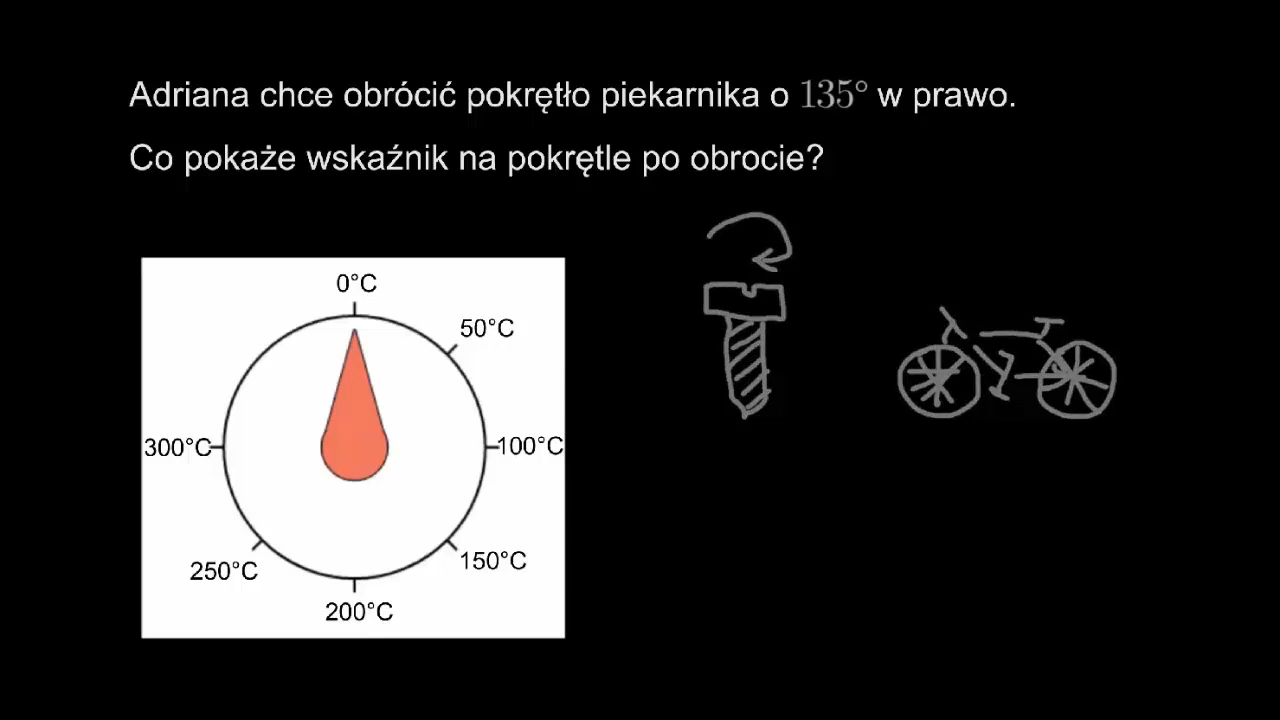 Adriana chce obrócić pokrętło piekarnika o 135° w prawo.
Co pokaże wskaźnik na pokrętle po obrocie?
0°C
50°C
300°C
100°C
250°C
150°C
200°C